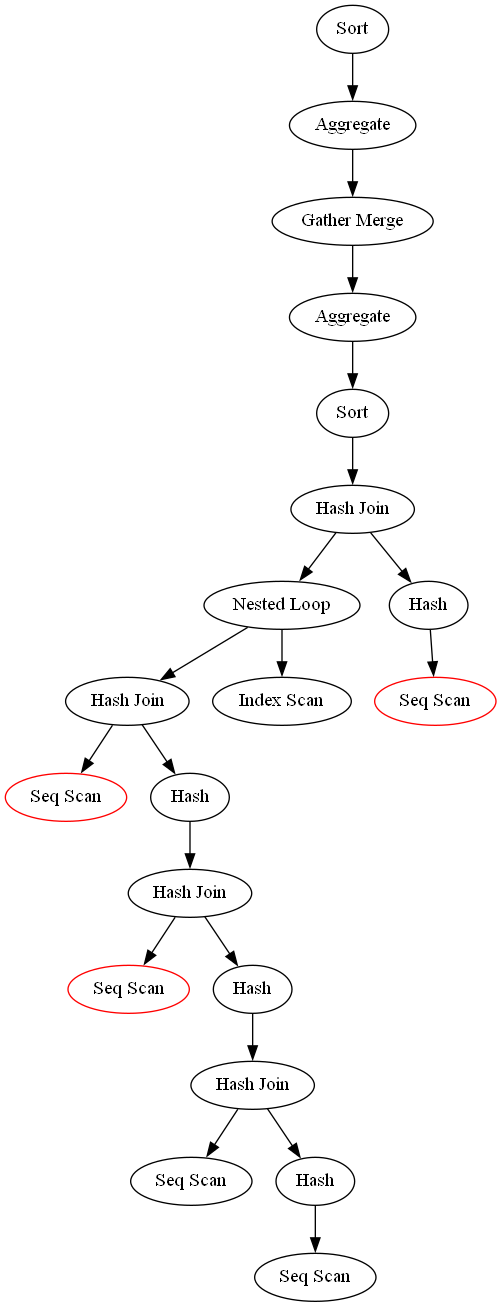 Sort
Aggregate
Gather Merge
Aggregate
Sort
Hash Join
Nested Loop
Hash
Hash Join
Index Scan
Seq Scan
Seq Scan
Hash
Hash Join
Seq Scan
Hash
Hash Join
Seq Scan
Hash
Seq Scan